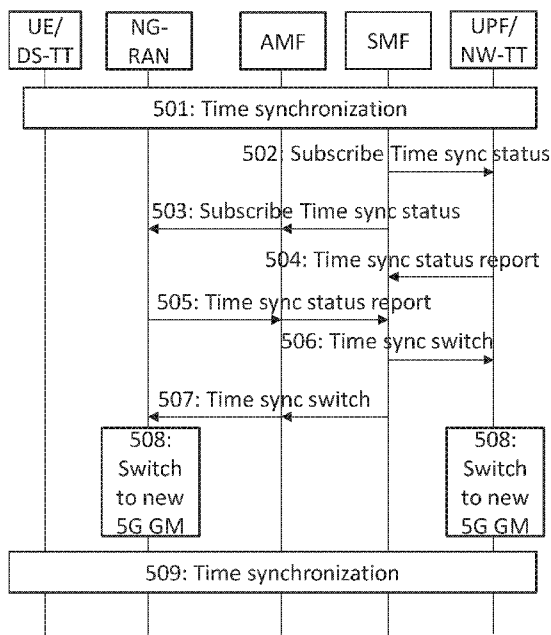 UE/
DS-TT
NG-
RAN
AMF
SMF
UPF/
NW-TT
501: Time synchronization
502: Subscribe Time sync status
503: Subscribe Time sync status
504: Time sync status report
505: Time sync status report
506: Time sync switch
507: Time sync switch
508:
Switch
to new
5G GM
508:
Switch
to new
5G GM
509: Time synchronization